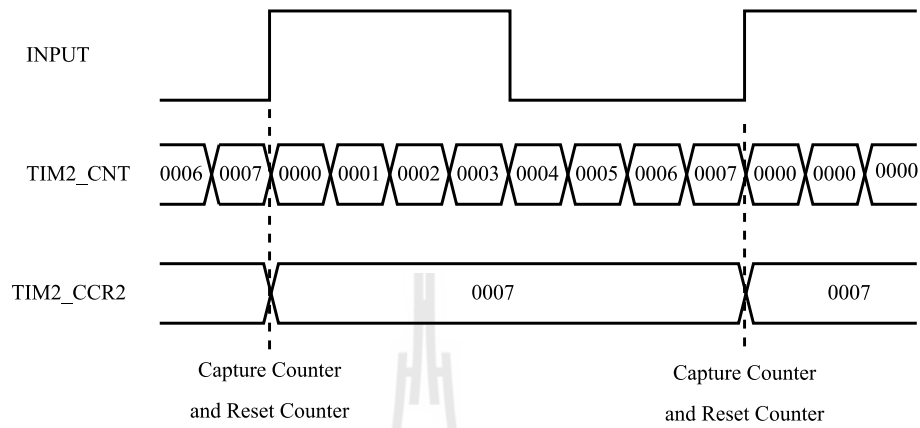 INPUT
TIM2_CNT 0006 0007 0000 0001 0002 0003 0004 0005 0006 0007 0000 0000 0000
TIM2_CCR2 0007 0007
Capture Counter
and Reset Counter
Capture Counter
and Reset Counter